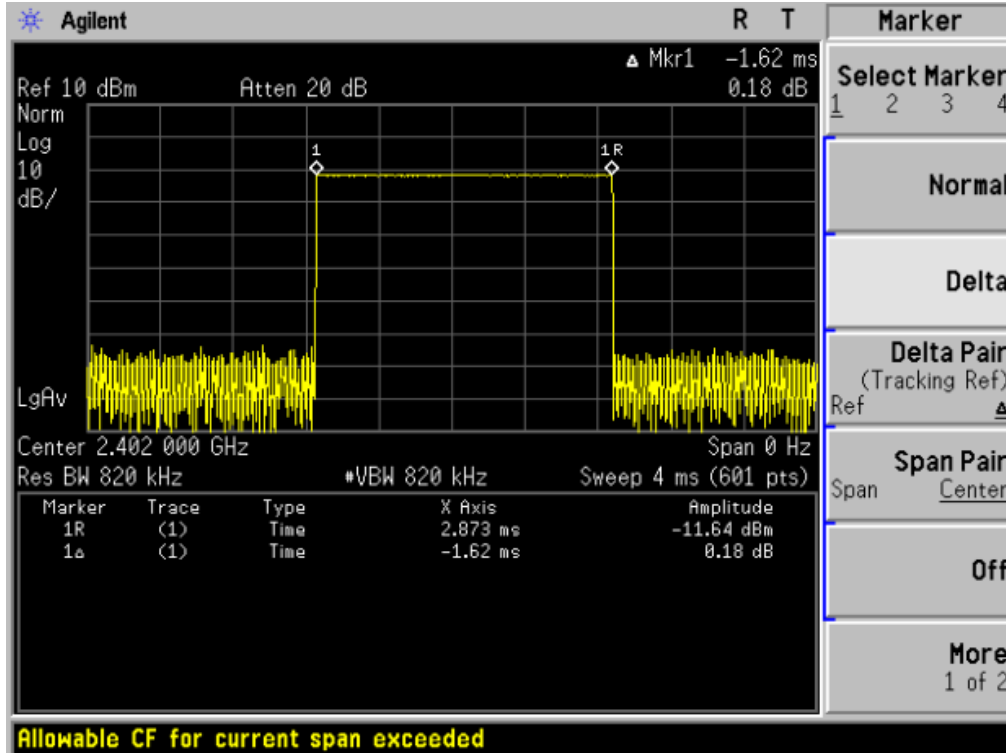 Agilent R T
Δ Mkr1 -1.62 ms
Ref 10 dBm Atten 20 dB 0.18 dB
Norm
Log
10
dB/
1 1R
LgAv
Center 2.402 000 GHz Span 0 Hz
Res BW 820 kHz #VBW 820 kHz Sweep 4 ms (601 pts)
Marker Trace Type X Axis Amplitude
1R (1) Time 2.873 ms -11.64 dBm
1Δ (1) Time -1.62 ms 0.18 dB
Allowable CF for current span exceeded
Marker
Select Marker
1 2 3 4
Normal
Delta
Delta Pair
(Tracking Ref)
Ref Δ
Span Pair
Span Center
Off
More
1 of 2